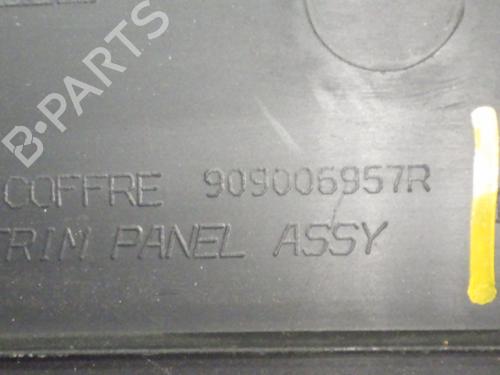 B-PARTS
COFFRE 909006957R
TRIM PANEL ASSY